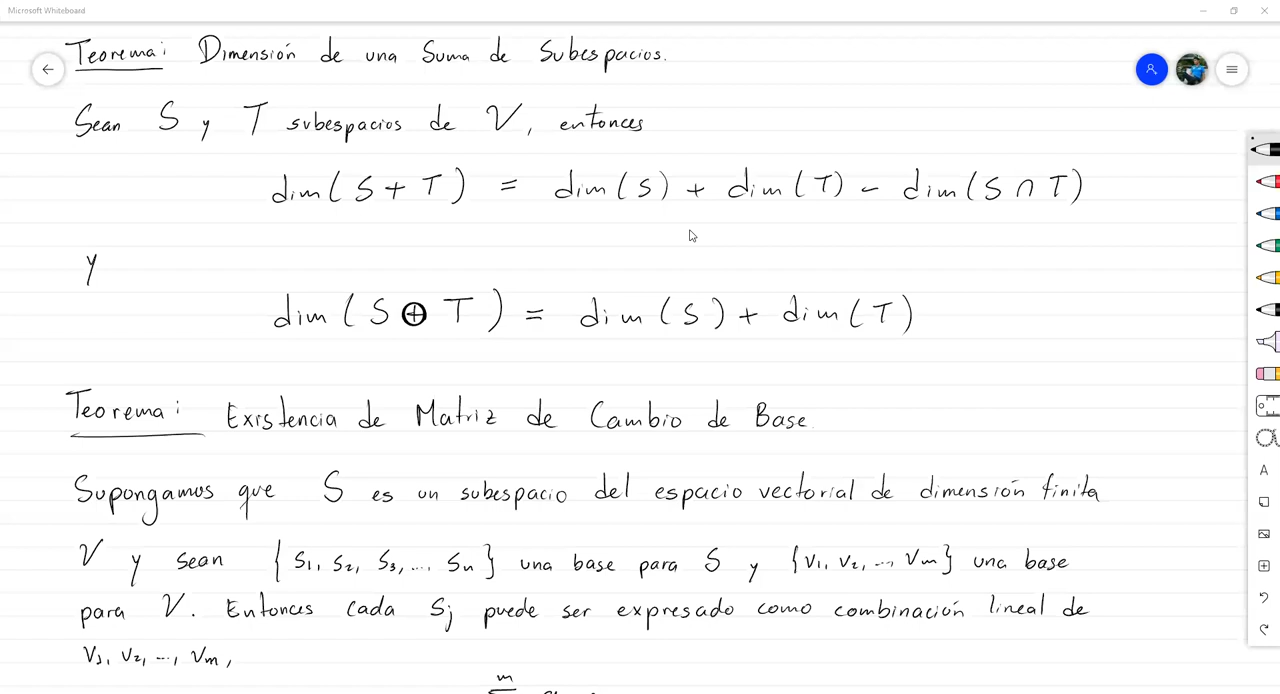 Microsoft Whiteboard
Teorema: Dimensión de una Suma de Subespacios.
Sean S y T subespacios de V, entonces
dim(S + T) = dim(S) + dim(T) - dim(S ∩ T)
y
dim(S ⊕ T) = dim(S) + dim(T)
Teorema: Existencia de Matriz de Cambio de Base.
Supongamos que S es un subespacio del espacio vectorial de dimensión finita
V y sean {s₁, s₂, s₃, ... sₙ} una base para S y {v₁, v₂, ..., vₘ} una base
para V. Entonces cada sⱼ puede ser expresado como combinación lineal de
v₁, v₂, ..., vₘ,
m
A